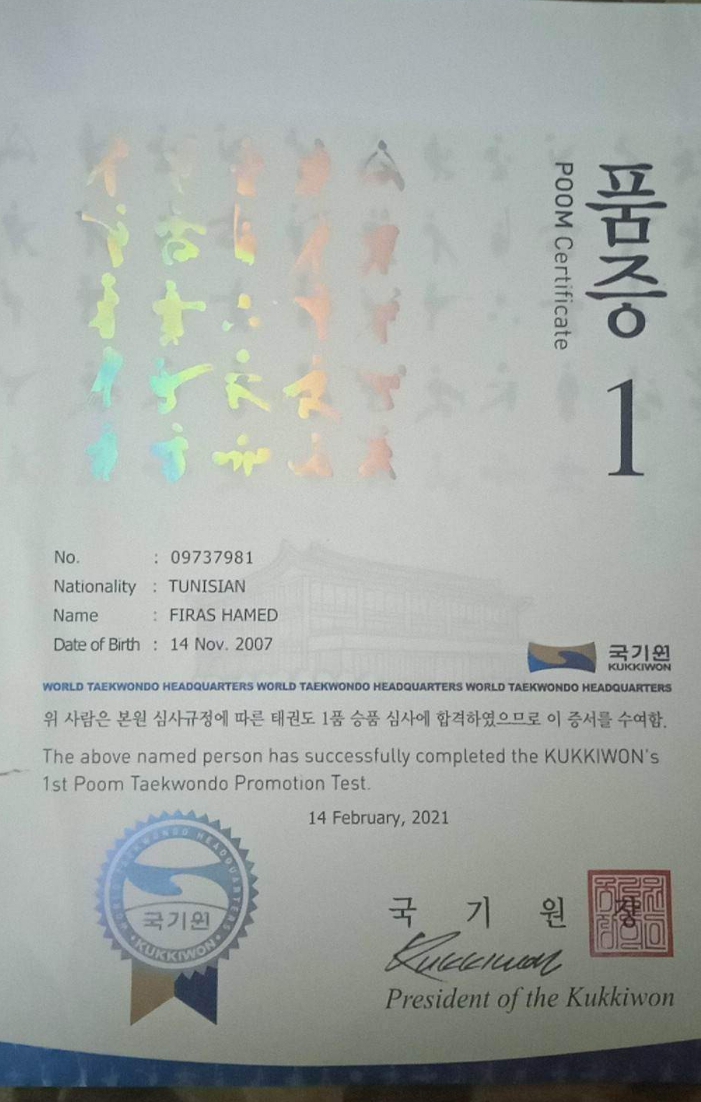 품증
POOM Certificate
1
No. : 09737981
Nationality : TUNISIAN
Name : FIRAS HAMED
Date of Birth : 14 Nov. 2007
국기원
KUKKIWON
WORLD TAEKWONDO HEADQUARTERS WORLD TAEKWONDO HEADQUARTERS WORLD TAEKWONDO HEADQUARTERS
위 사람은 본원 심사규정에 따른 태권도 1품 승품 심사에 합격하였으므로 이 증서를 수여함.
The above named person has successfully completed the KUKKIWON's
1st Poom Taekwondo Promotion Test.
14 February, 2021
WORLD TAEKWONDO HEADQUARTERS
국기원
KUKKIWON
국 기 원 장
Kukkiwon
President of the Kukkiwon